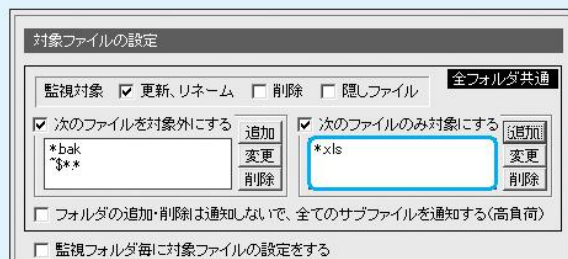 対象ファイルの設定
全フォルダ共通
監視対象 更新、リネーム 削除 隠しファイル
次のファイルを対象外にする
*.bak
~$*.*
追加
変更
削除
次のファイルのみ対象にする
*.xls
追加
変更
削除
フォルダの追加・削除は通知しないで、全てのサブファイルを通知する(高負荷)
監視フォルダ毎に対象ファイルの設定をする